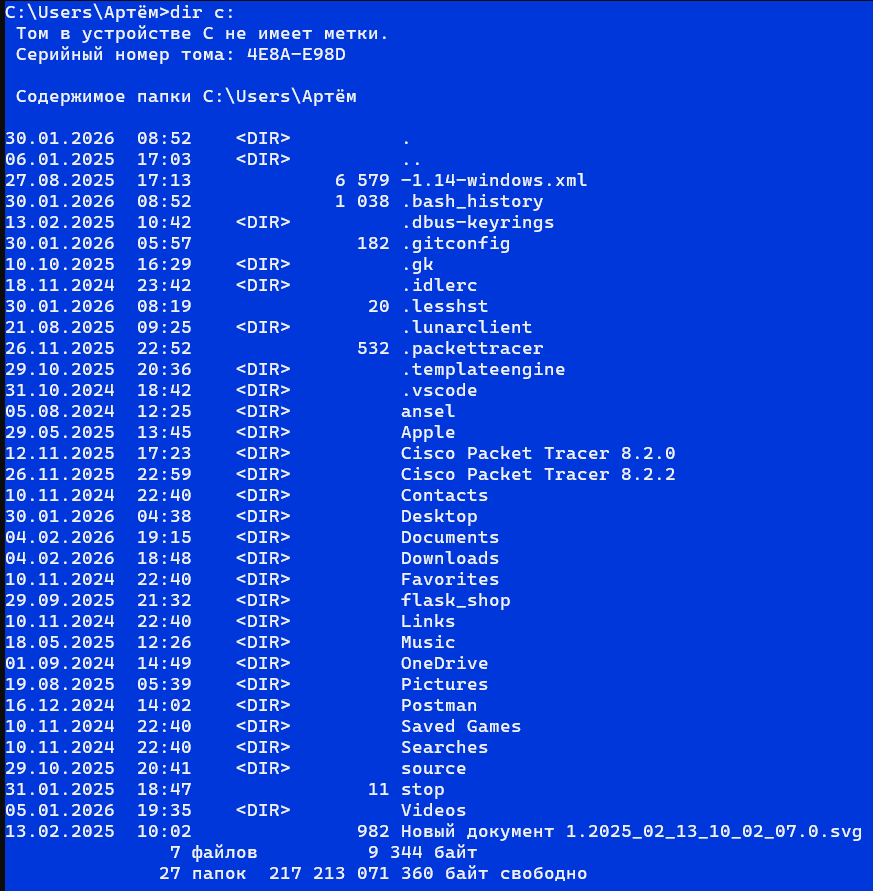 C:\Users\Артём>dir c:
 Том в устройстве C не имеет метки.
 Серийный номер тома: 4E8A-E98D

 Содержимое папки C:\Users\Артём

30.01.2026  08:52    <DIR>          .
06.01.2026  17:03    <DIR>          ..
27.08.2025  17:13             6 579 -1.14-windows.xml
30.01.2026  08:52             1 038 .bash_history
13.02.2025  10:42    <DIR>          .dbus-keyrings
30.01.2026  05:57               182 .gitconfig
10.10.2025  16:29    <DIR>          .gk
18.11.2024  23:42    <DIR>          .idlerc
30.01.2026  08:19                20 .lesshst
21.08.2025  09:25    <DIR>          .lunarclient
26.11.2025  22:52               532 .packettracer
29.10.2025  20:36    <DIR>          .templateengine
31.10.2024  18:42    <DIR>          .vscode
05.08.2024  12:25    <DIR>          ansel
29.05.2025  13:45    <DIR>          Apple
12.11.2025  17:23    <DIR>          Cisco Packet Tracer 8.2.0
26.11.2025  22:59    <DIR>          Cisco Packet Tracer 8.2.2
10.11.2024  22:40    <DIR>          Contacts
30.01.2026  04:38    <DIR>          Desktop
04.02.2026  19:15    <DIR>          Documents
04.02.2026  18:48    <DIR>          Downloads
10.11.2024  22:40    <DIR>          Favorites
29.09.2025  21:32    <DIR>          flask_shop
10.11.2024  22:40    <DIR>          Links
18.05.2025  12:26    <DIR>          Music
01.09.2024  14:49    <DIR>          OneDrive
19.08.2025  05:39    <DIR>          Pictures
16.12.2024  14:02    <DIR>          Postman
10.11.2024  22:40    <DIR>          Saved Games
10.11.2024  22:40    <DIR>          Searches
29.10.2025  20:41    <DIR>          source
31.01.2025  18:47                11 stop
05.01.2026  19:35    <DIR>          Videos
13.02.2025  10:02               982 Новый документ 1.2025_02_13_10_02_07.0.svg
               7 файлов          9 344 байт
              27 папок  217 213 071 360 байт свободно